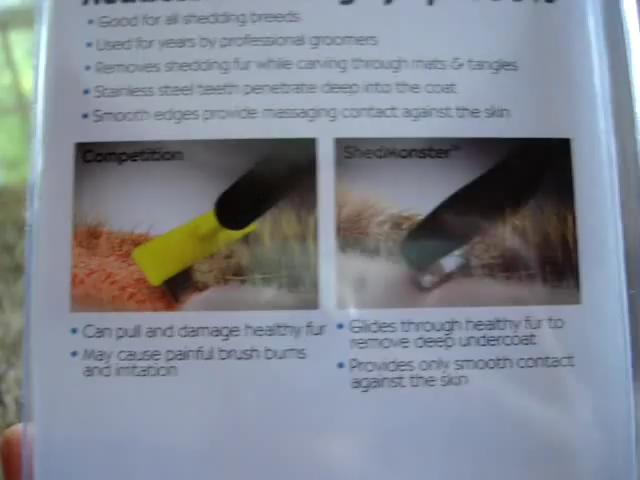 • Good for all shedding breeds
• Used for years by professional groomers
• Removes shedding fur while carving through mats & tangles
• Stainless steel teeth penetrate deep into the coat
• Smooth edges provide massaging contact against the skin
Competition
ShedMonster™
• Can pull and damage healthy fur
• May cause painful brush burns
and irritation
• Glides through healthy fur to
remove deep undercoat
• Provides only smooth contact
against the skin